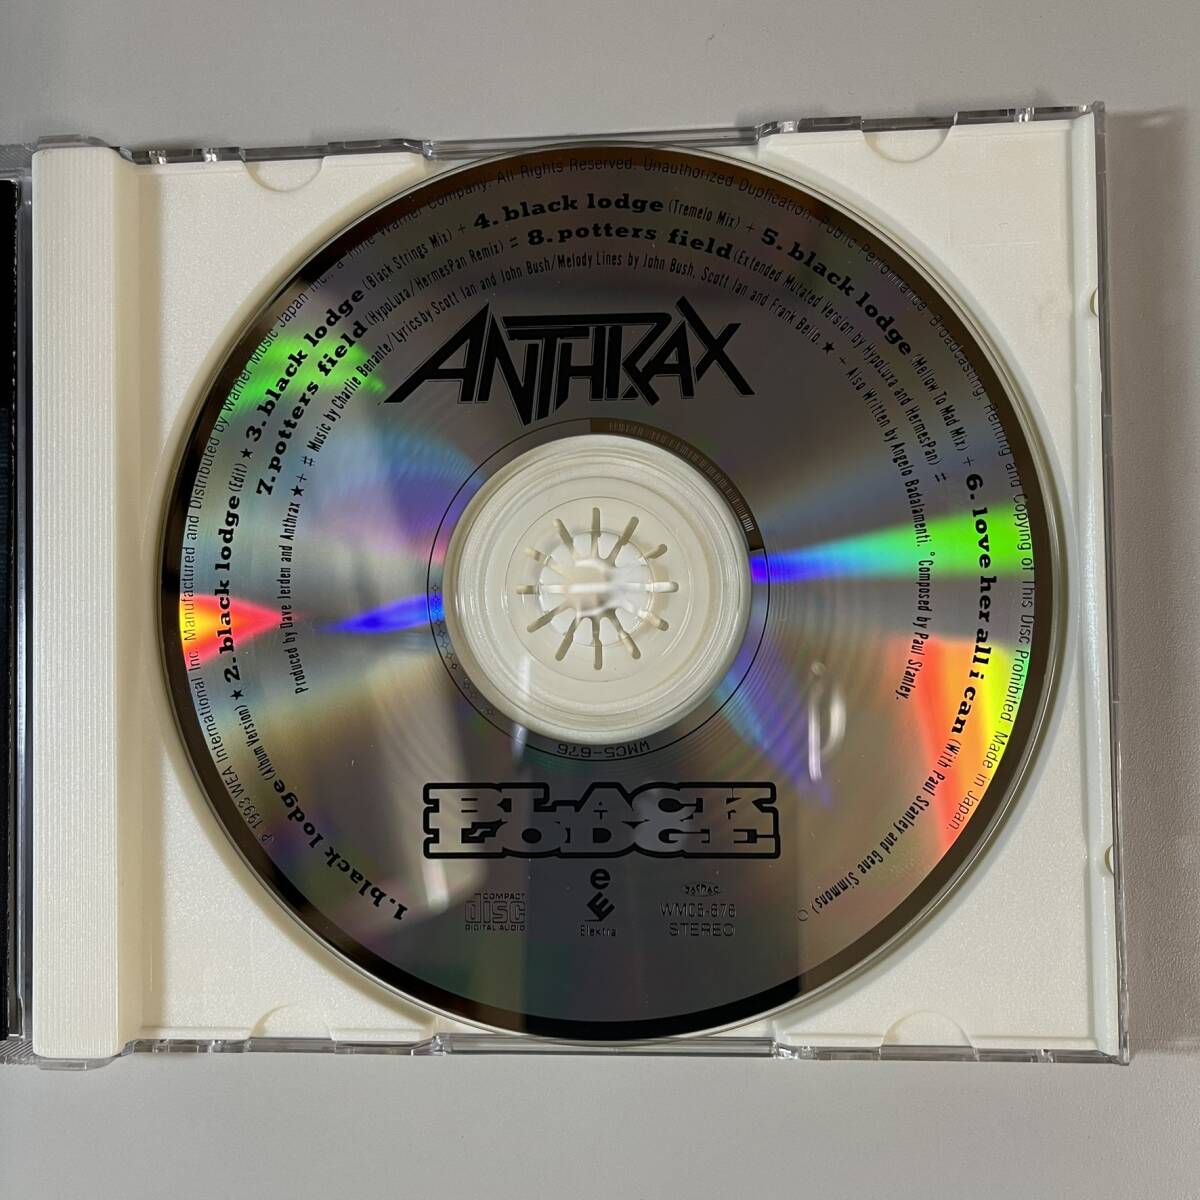 ℗ 1993 WEA International Inc. Manufactured and Distributed by Warner Music Japan Inc., a Time Warner Company. All Rights Reserved. Unauthorized Duplication, Public Performance, Broadcasting, Renting and Copying of This Disc Prohibited. Made in Japan.
1. black lodge (Album Version) ★ 2. black lodge (Edit) ★ 3. black lodge (Black Strings Mix) + 4. black lodge (Tremelo Mix) + 5. black lodge (Mellow To Mad Mix) + 6. love her all i can (With Paul Stanley and Gene Simmons) ○
7. potters field (HypoLuxa/HermesPan Remix) = 8. potters field (Extended Mutated Version by HypoLuxa and HermesPan) =
Produced by Dave Jerden and Anthrax ★+ # Music by Charlie Benante/Lyrics by Scott Ian and John Bush/Melody Lines by John Bush, Scott Ian and Frank Bello ★ +Also Written by Angelo Badalamenti. °Composed by Paul Stanley.
ANTHRAX
WMC5-676
BLACK
LODGE
COMPACT
disc
DIGITAL AUDIO
e
Elektra
JASRAC
WMC5-676
STEREO